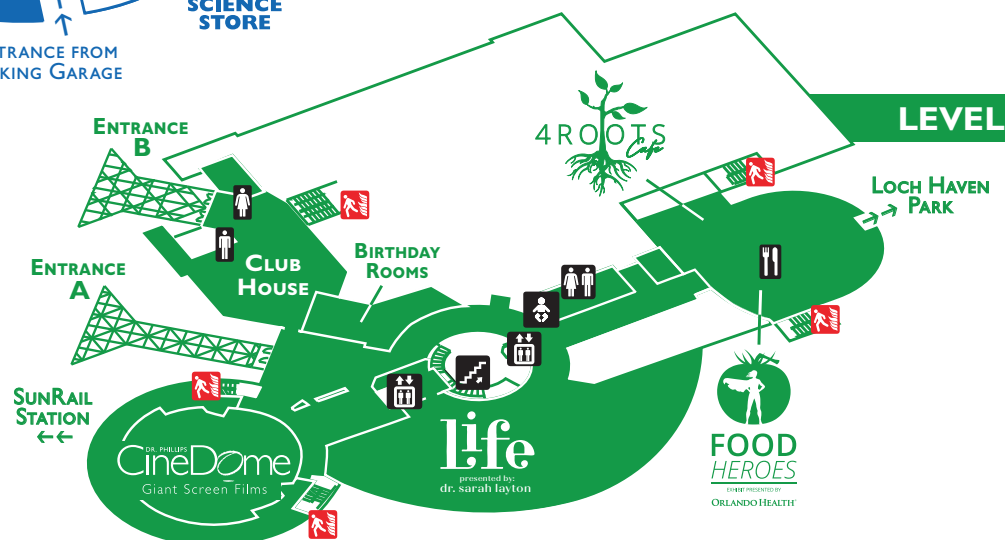 SCIENCE
STORE
TRANCE FROM
KING GARAGE
ENTRANCE
B
4ROOTS
Cafe
LEVEL
LOCH HAVEN
PARK
CLUB
HOUSE
BIRTHDAY
ROOMS
ENTRANCE
A
SUNRAIL
STATION
DR. PHILLIPS
CineDome
Giant Screen Films
Life
presented by:
dr. sarah layton
FOOD
HEROES
EXHIBIT PRESENTED BY
ORLANDO HEALTH®